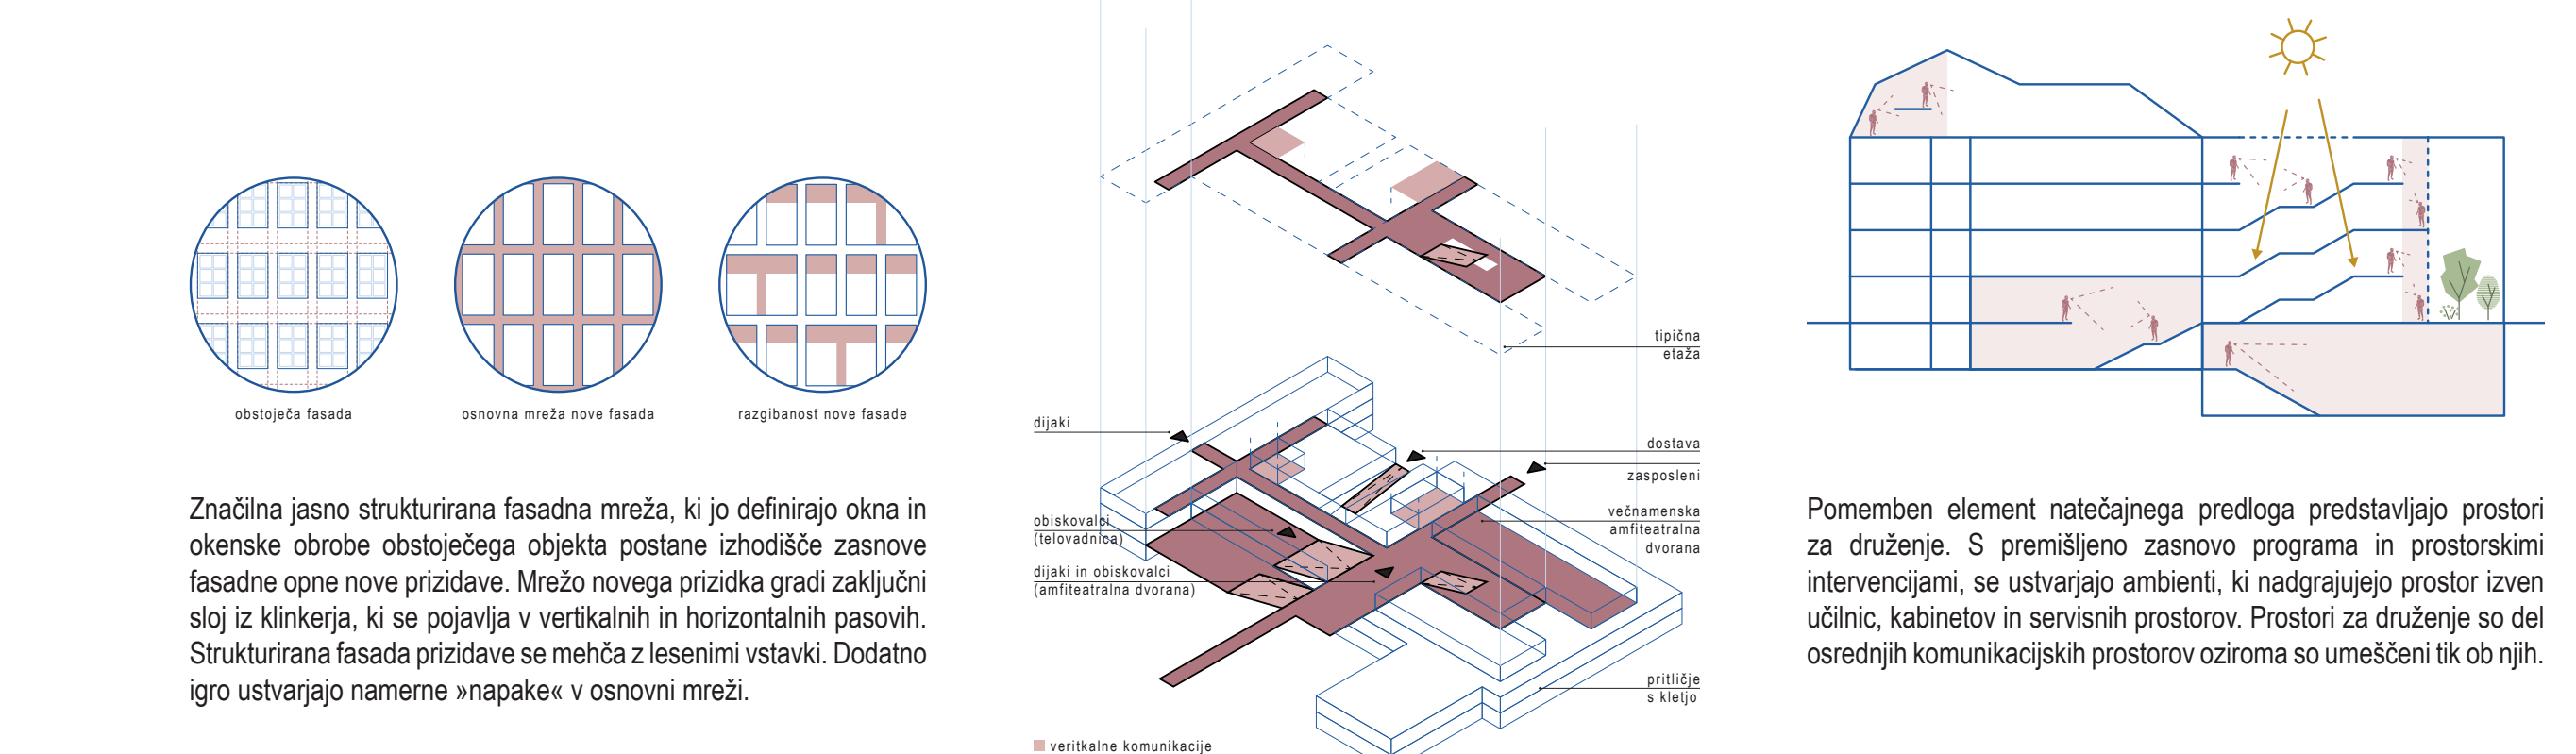 obstoječa fasada
osnovna mreža nove fasada
razgibanost nove fasade
Značilna jasno strukturirana fasadna mreža, ki jo definirajo okna in
okenske obrobe obstoječega objekta postane izhodišče zasnove
fasadne opne nove prizidave. Mrežo novega prizidka gradi zaključni
sloj iz klinkerja, ki se pojavlja v vertikalnih in horizontalnih pasovih.
Strukturirana fasada prizidave se mehča z lesenimi vstavki. Dodatno
igro ustvarjajo namerne »napake« v osnovni mreži.
tipična
etaža
dijaki
dostava
zasposleni
obiskovalci
(telovadnica)
večnamenska
amfiteatralna
dvorana
dijaki in obiskovalci
(amfiteatralna dvorana)
pritličje
s kletjo
veritkalne komunikacije
Pomemben element natečajnega predloga predstavljajo prostori
za druženje. S premišljeno zasnovo programa in prostorskimi
intervencijami, se ustvarjajo ambienti, ki nadgrajujejo prostor izven
učilnic, kabinetov in servisnih prostorov. Prostori za druženje so del
osrednjih komunikacijskih prostorov oziroma so umeščeni tik ob njih.